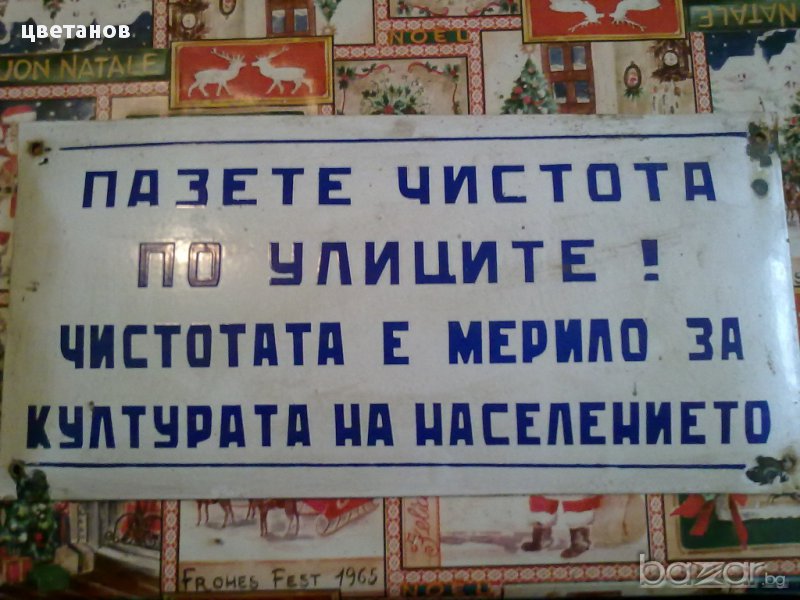 цветанов
NOEL
NATALE
BUON NATALE
ПАЗЕТЕ ЧИСТОТА
ПО УЛИЦИТЕ !
ЧИСТОТАТА Е МЕРИЛО ЗА
КУЛТУРАТА НА НАСЕЛЕНИЕТО
FROHES FEST 1965
bazar.bg